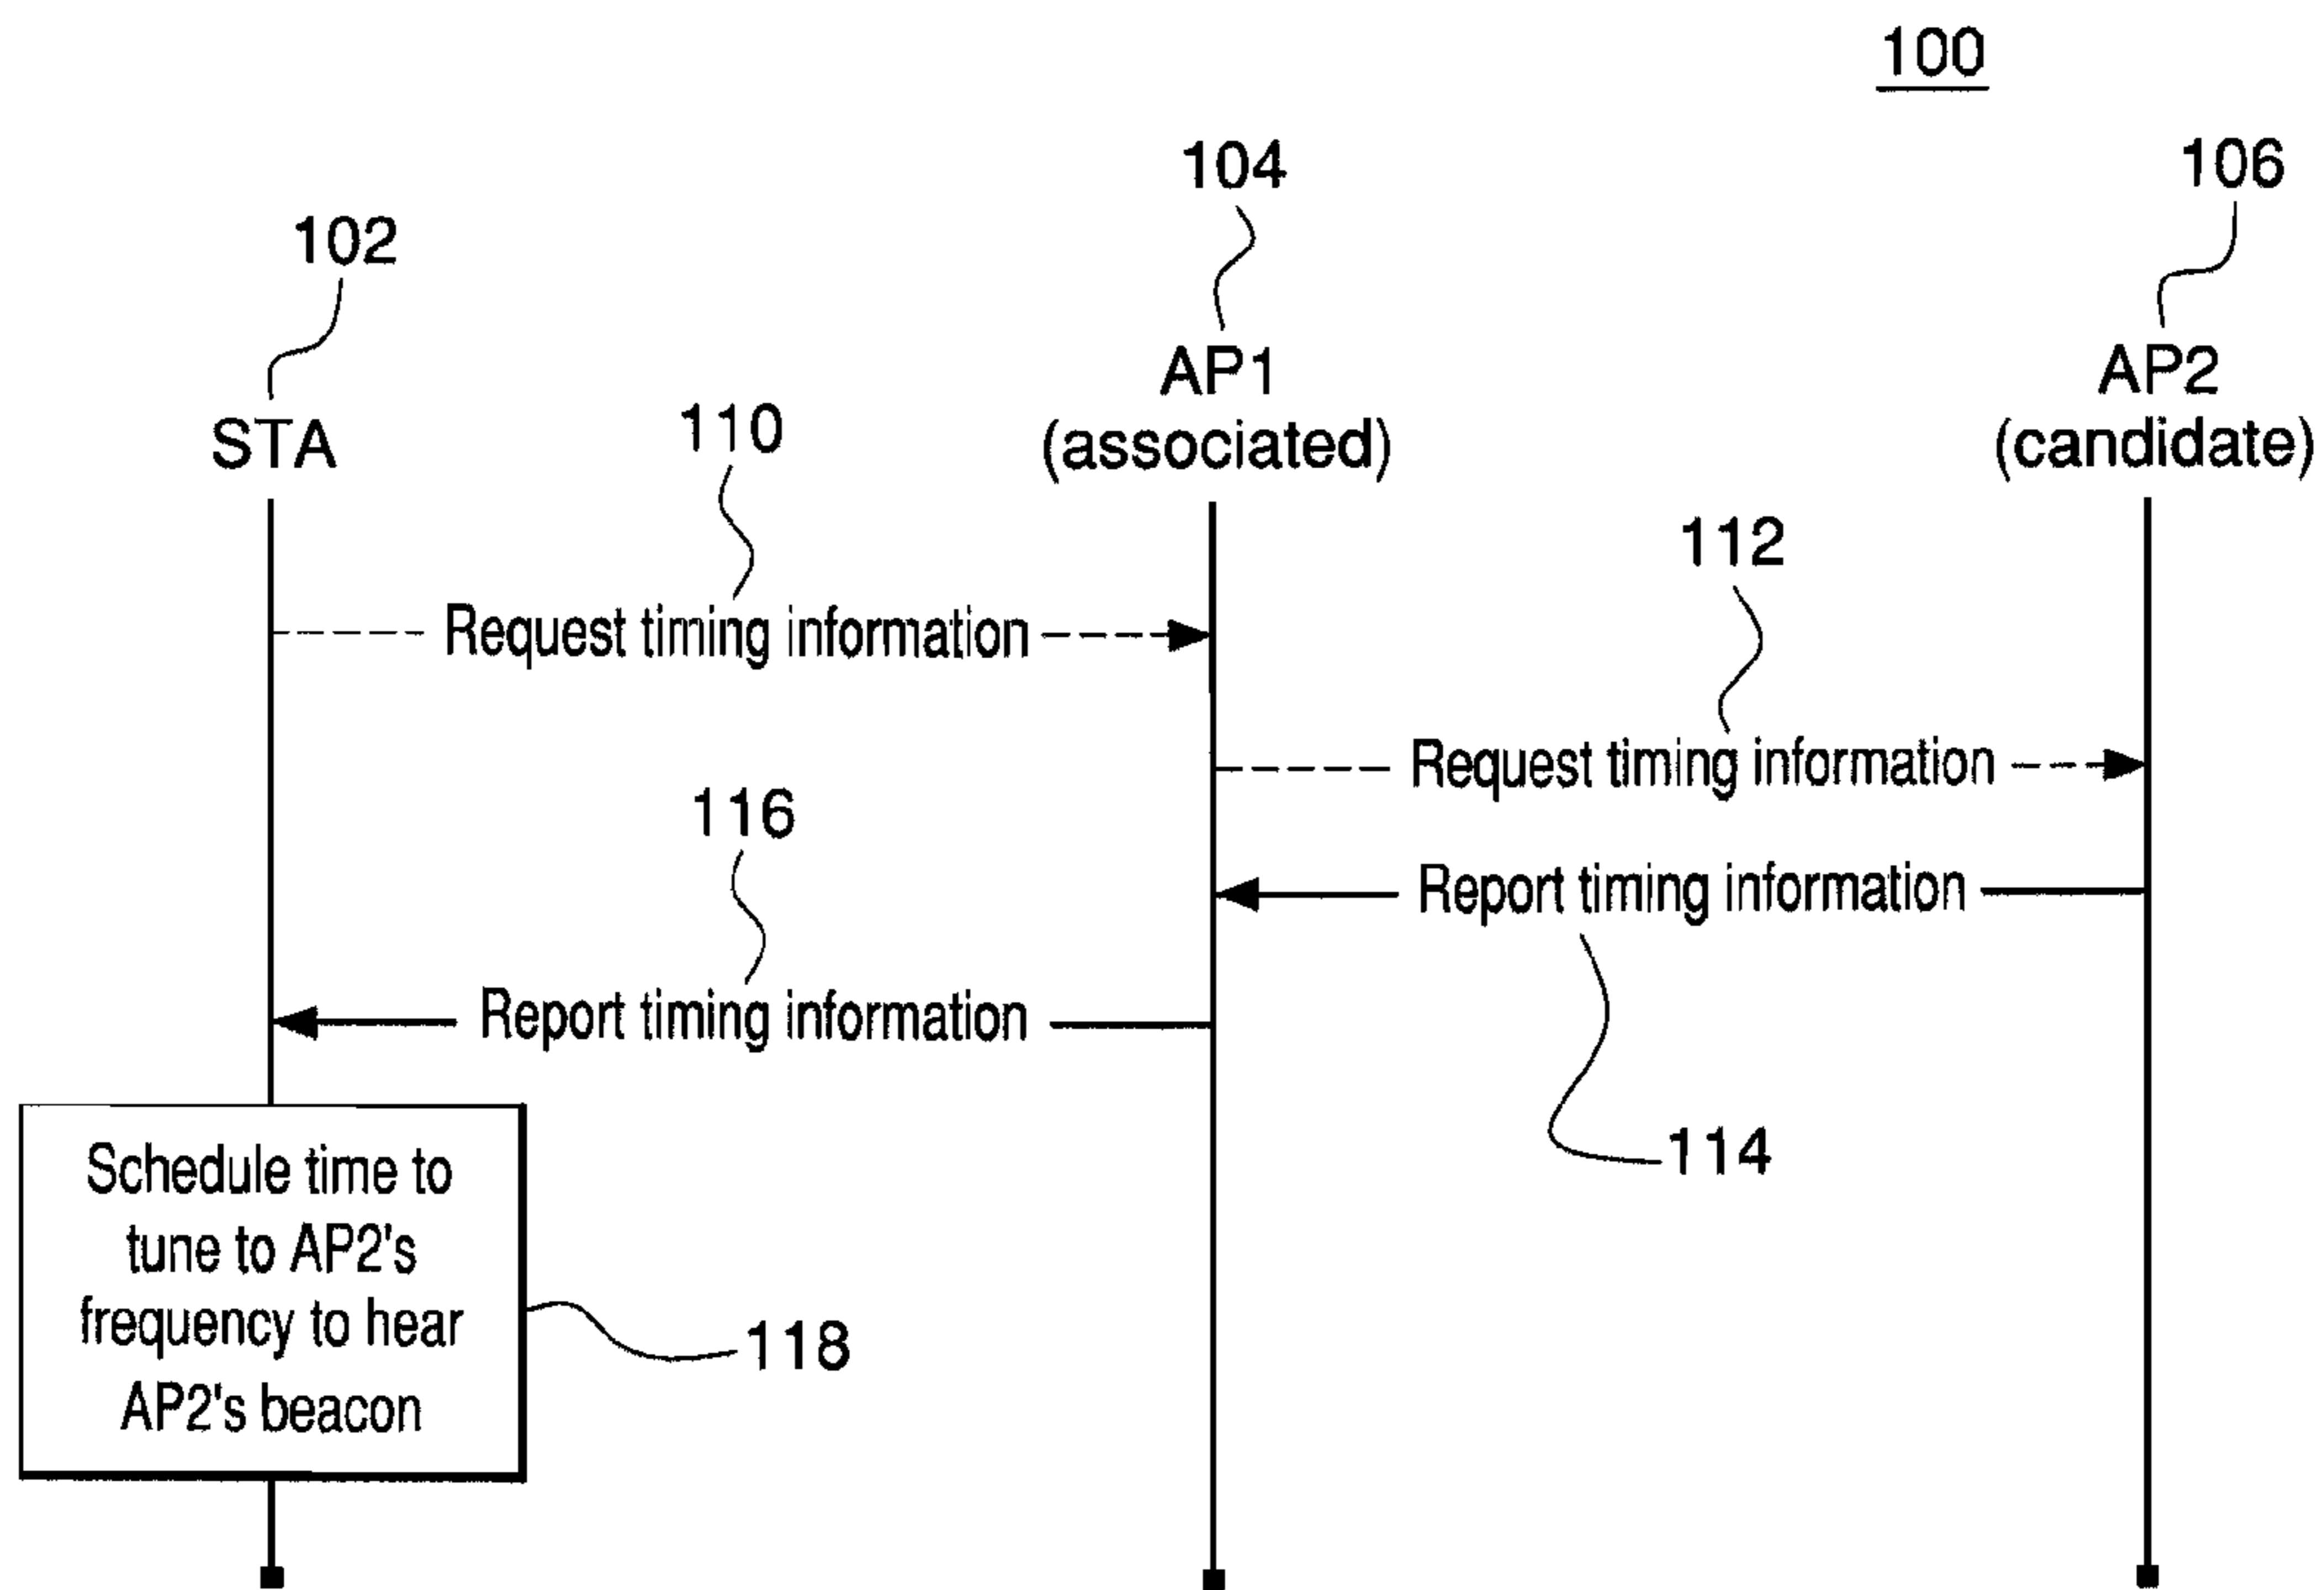 100
104
106
102
AP1
AP2
STA
110
(associated)
(candidate)
112
Request timing information
Request timing information
116
Report timing information
Report timing information
114
Schedule time to
tune to AP2's
frequency to hear
AP2's beacon
118